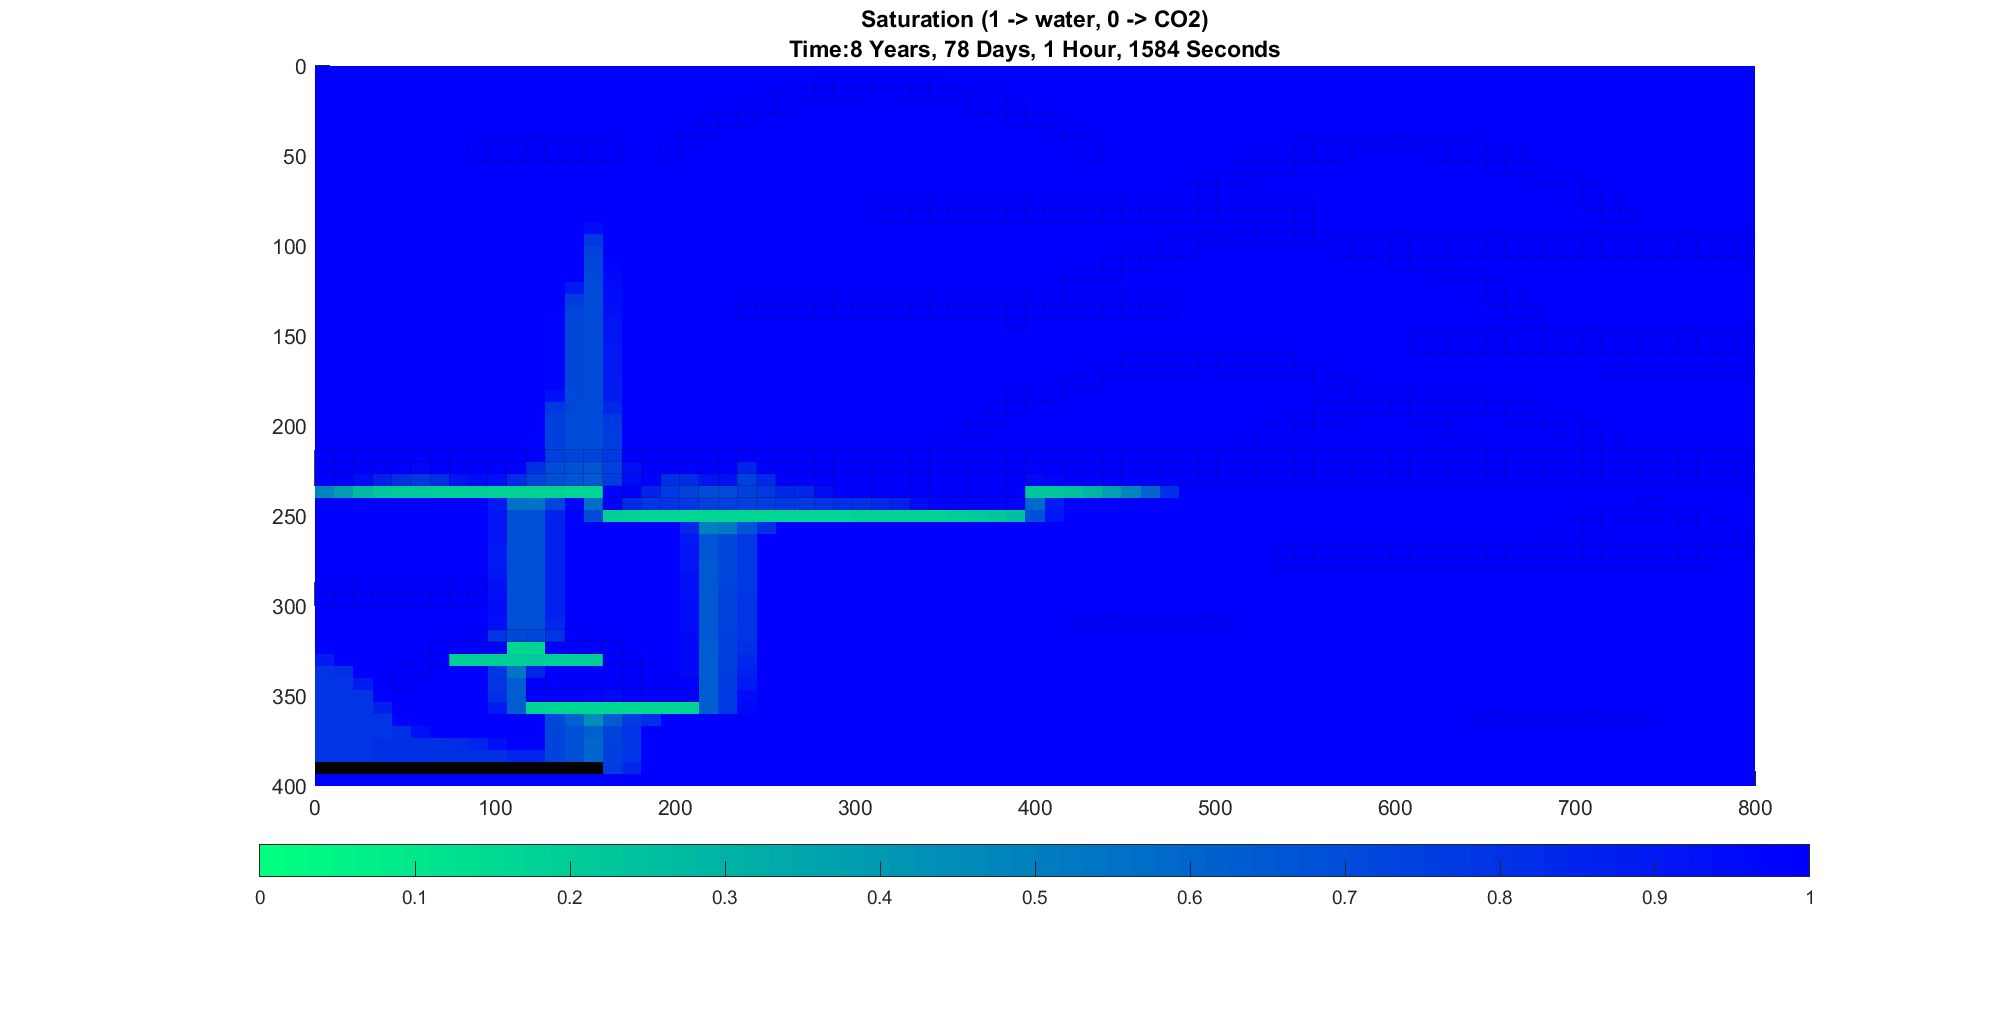 Saturation (1 -> water, 0 -> CO2)
Time:8 Years, 78 Days, 1 Hour, 1584 Seconds
0
50
100
150
200
250
300
350
400
0 100 200 300 400 500 600 700 800
0 0.1 0.2 0.3 0.4 0.5 0.6 0.7 0.8 0.9 1